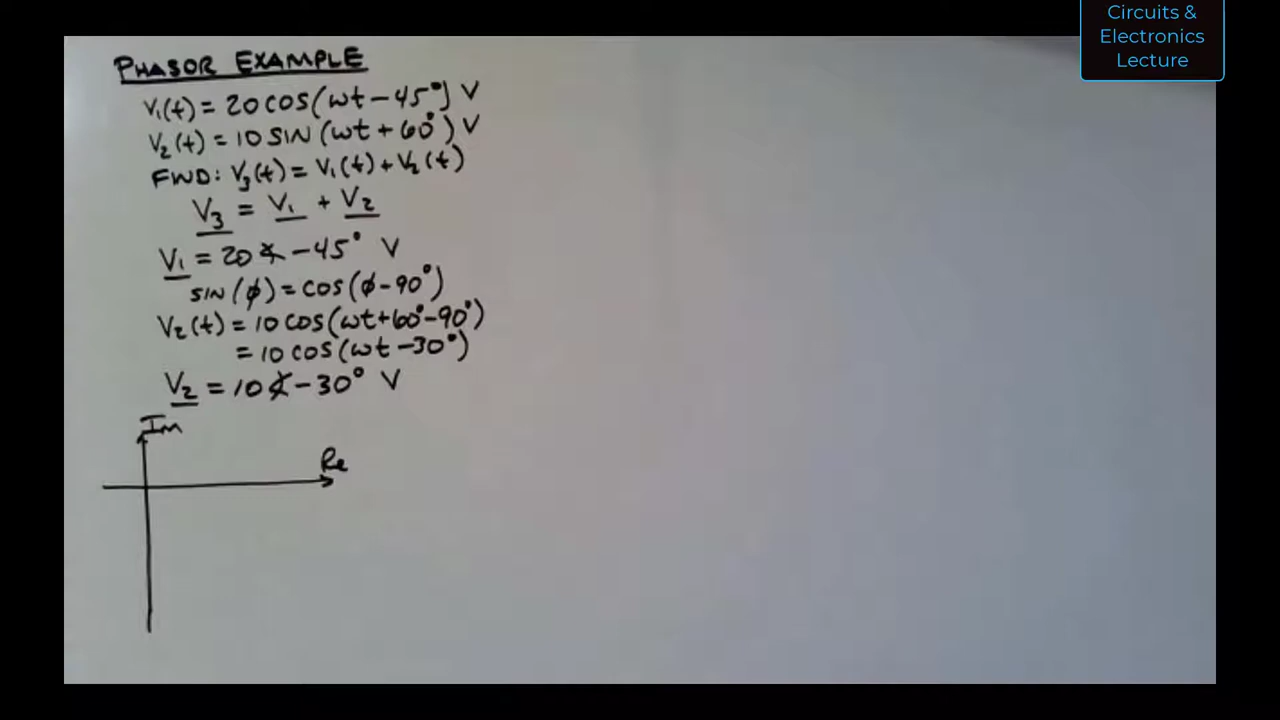 Circuits &
Electronics
Lecture
PHASOR EXAMPLE
V₁(t) = 20 COS(ωt - 45°) V
V₂(t) = 10 SIN (ωt + 60°) V
FWD: V₃(t) = V₁(t) + V₂(t)
V₃ = V₁ + V₂
V₁ = 20∡ -45° V
SIN(ϕ) = COS(ϕ-90°)
V₂(t) = 10 COS(ωt+60°-90°)
= 10 COS(ωt -30°)
V₂ = 10∡-30° V
Im
Re